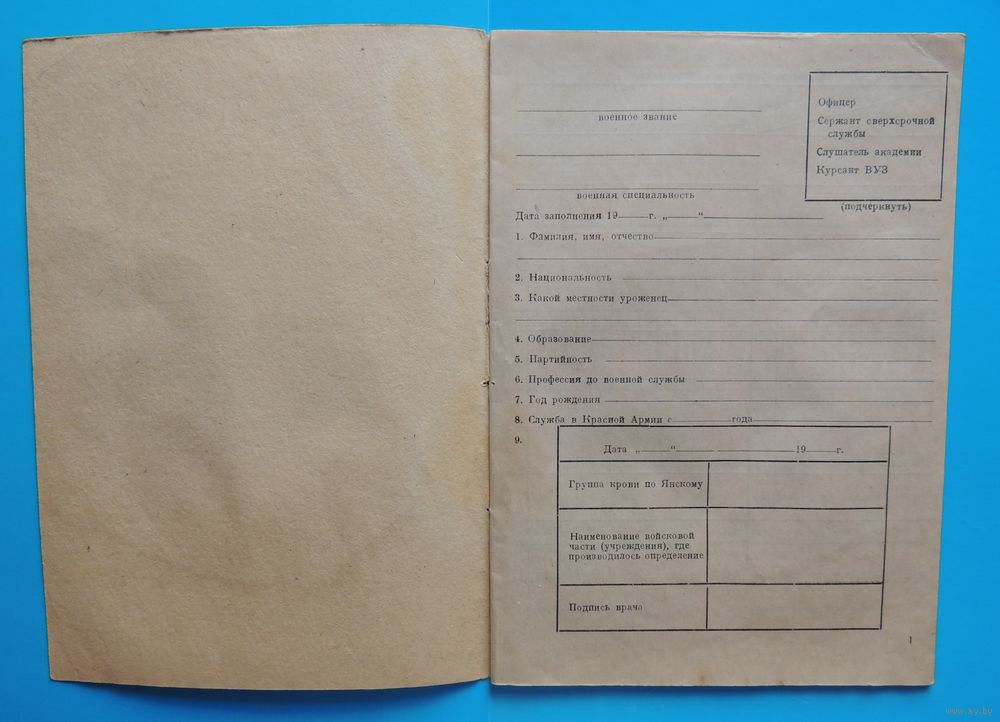 военное звание
Офицер
Сержант сверхсрочной
службы
Слушатель академии
Курсант ВУЗ
военная специальность
(подчеркнуть)
Дата заполнения 19 г. „ “
1. Фамилия, имя, отчество
2. Национальность
3. Какой местности уроженец
4. Образование
5. Партийность
6. Профессия до военной службы
7. Год рождения
8. Служба в Красной Армии с года
9.
Дата „ “ 19 г.
Группа крови по Янскому
Наименование войсковой
части (учреждения), где
производилось определение
Подпись врача
1
www.ay.by